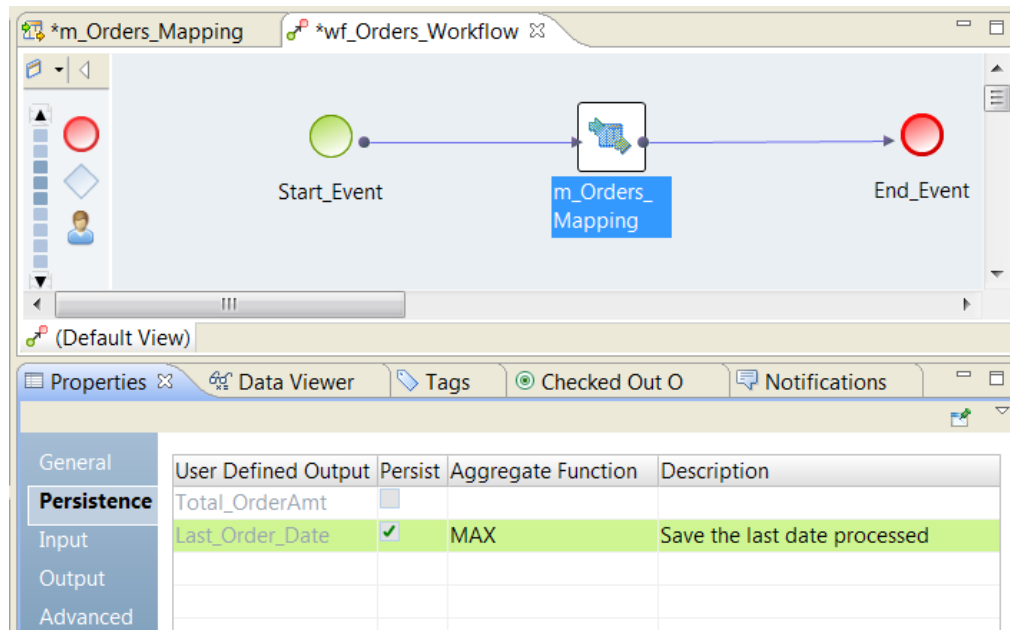 *m_Orders_Mapping *wf_Orders_Workflow
Start_Event
m_Orders_
Mapping
End_Event
(Default View)
Properties Data Viewer Tags Checked Out O Notifications
General
Persistence
Input
Output
Advanced
User Defined Output Persist Aggregate Function Description
Total_OrderAmt
Last_Order_Date MAX Save the last date processed